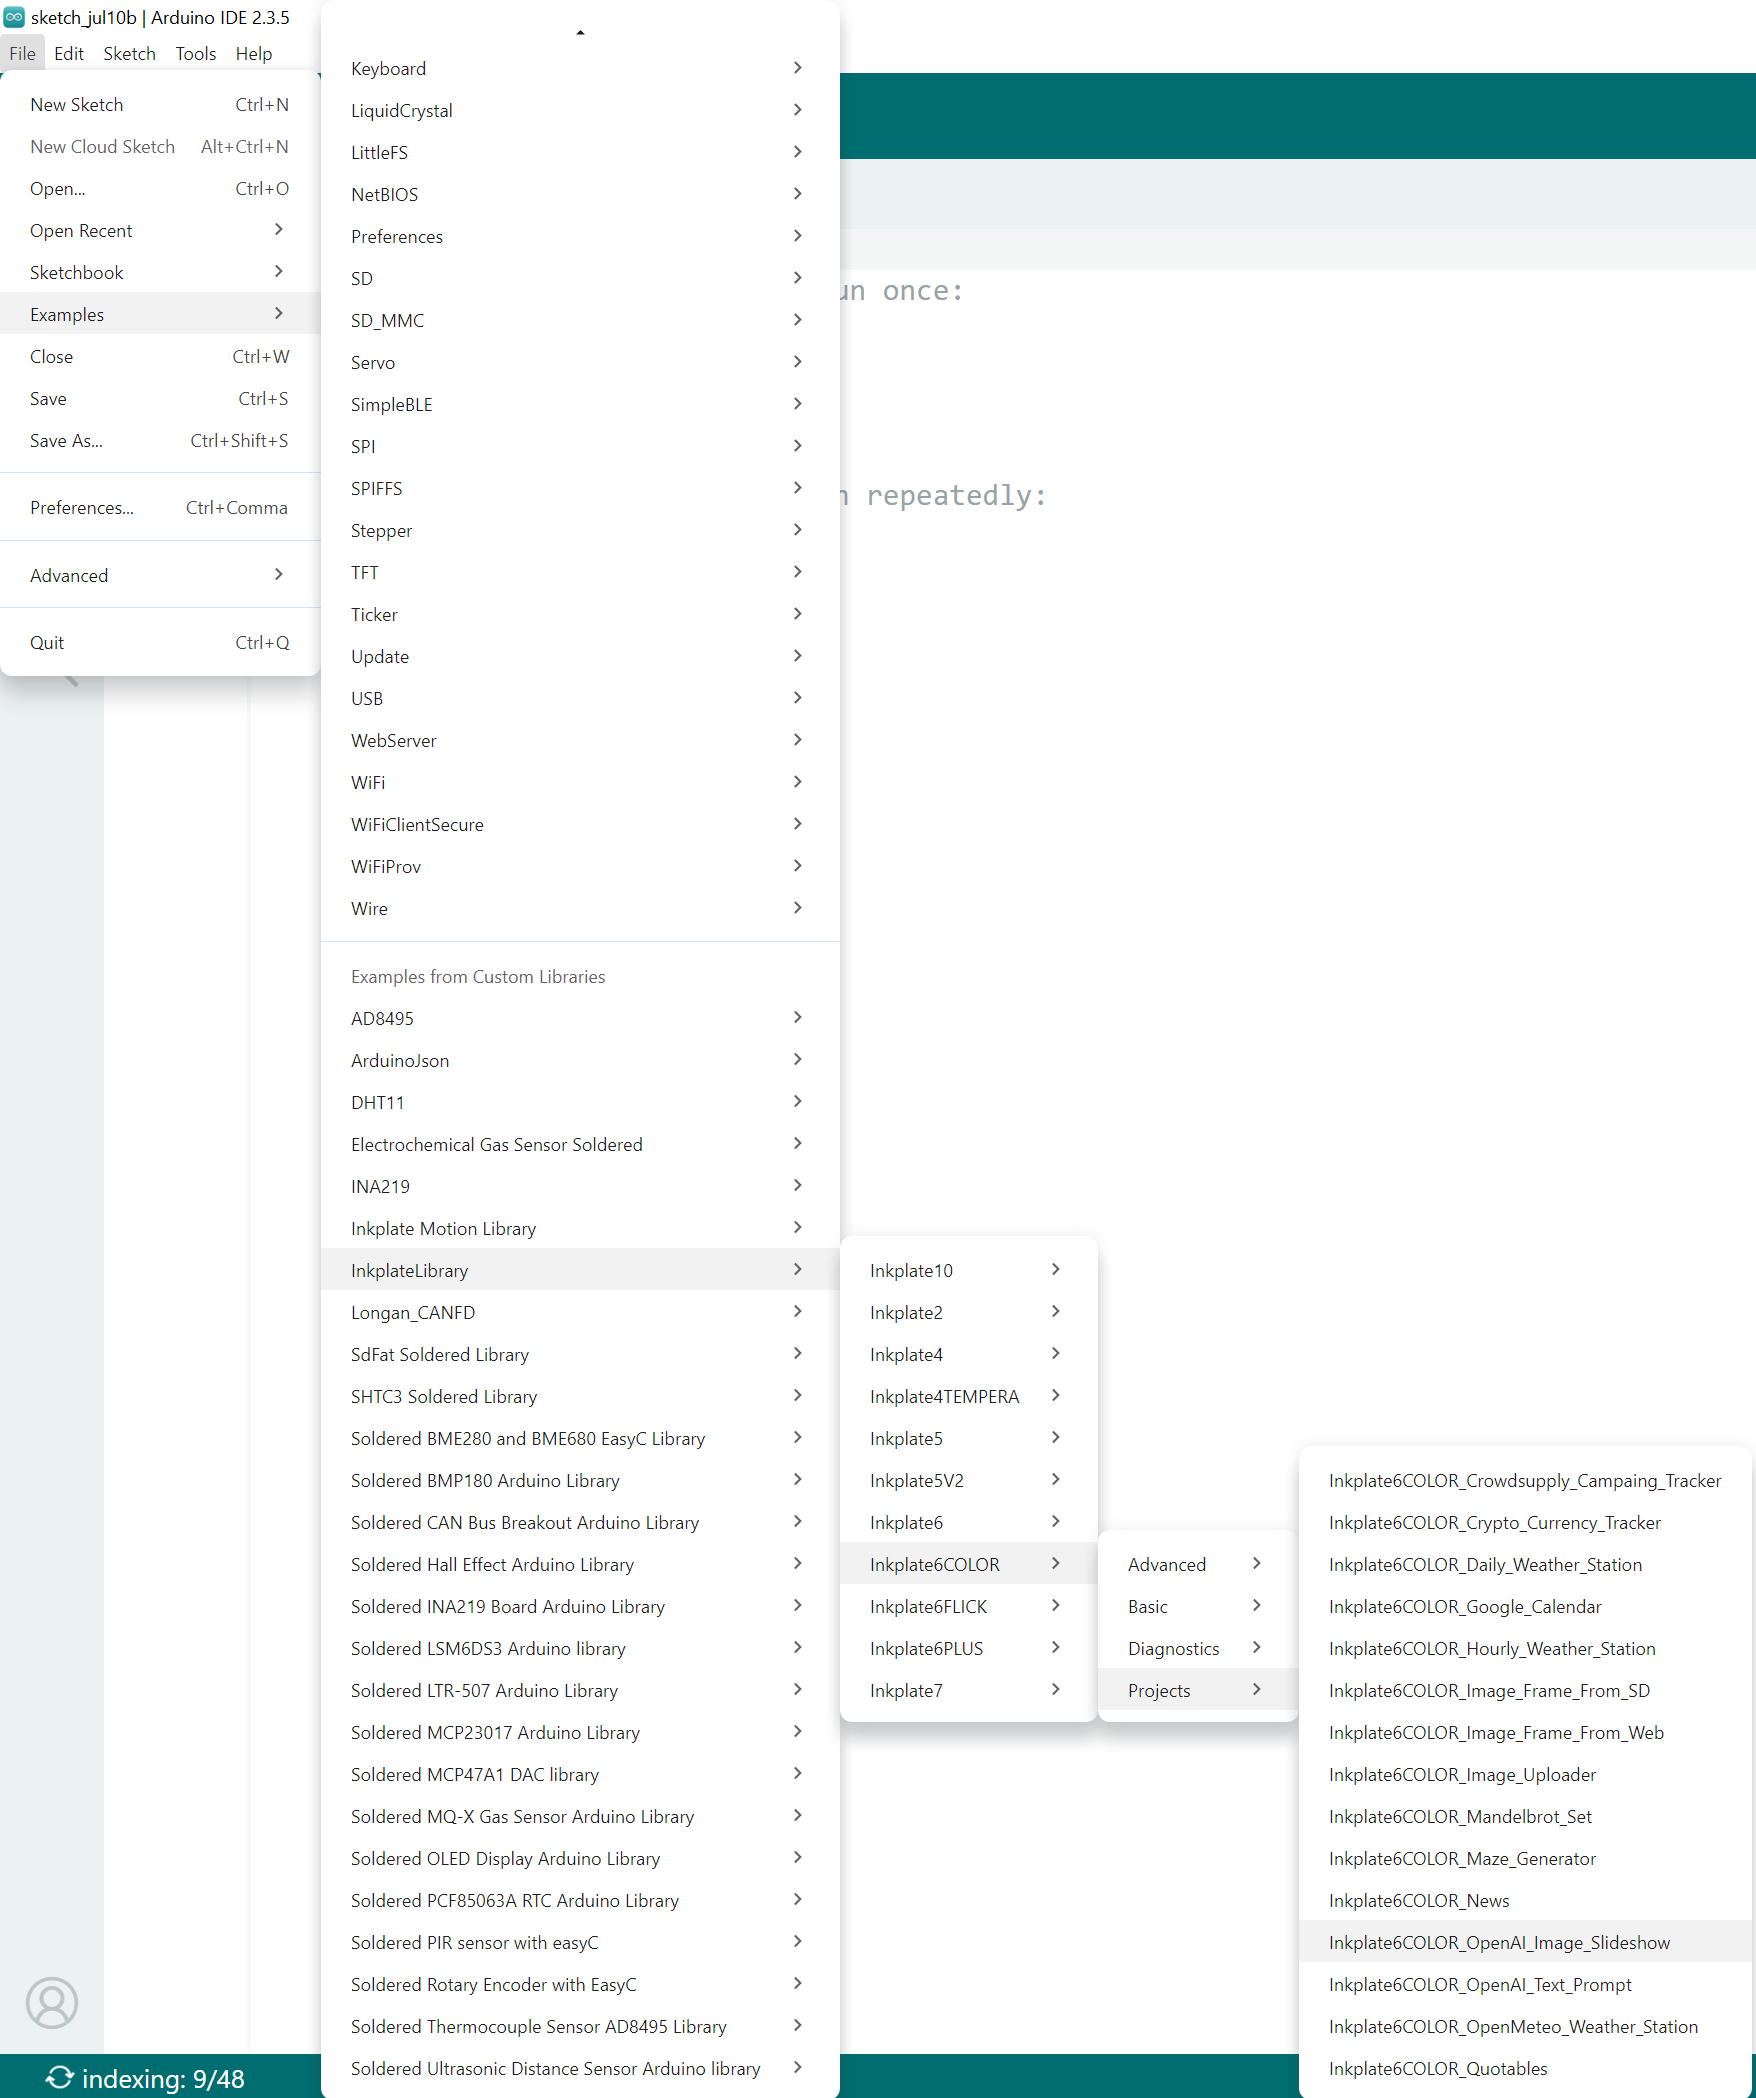 sketch_jul10b | Arduino IDE 2.3.5
File Edit Sketch Tools Help
New Sketch Ctrl+N
New Cloud Sketch Alt+Ctrl+N
Open... Ctrl+O
Open Recent
Sketchbook
Examples
Close Ctrl+W
Save Ctrl+S
Save As... Ctrl+Shift+S
Preferences... Ctrl+Comma
Advanced
Quit Ctrl+Q
Keyboard
LiquidCrystal
LittleFS
NetBIOS
Preferences
SD
SD_MMC
Servo
SimpleBLE
SPI
SPIFFS
Stepper
TFT
Ticker
Update
USB
WebServer
WiFi
WiFiClientSecure
WiFiProv
Wire
Examples from Custom Libraries
AD8495
ArduinoJson
DHT11
Electrochemical Gas Sensor Soldered
INA219
Inkplate Motion Library
InkplateLibrary
Longan_CANFD
SdFat Soldered Library
SHTC3 Soldered Library
Soldered BME280 and BME680 EasyC Library
Soldered BMP180 Arduino Library
Soldered CAN Bus Breakout Arduino Library
Soldered Hall Effect Arduino Library
Soldered INA219 Board Arduino Library
Soldered LSM6DS3 Arduino library
Soldered LTR-507 Arduino Library
Soldered MCP23017 Arduino Library
Soldered MCP47A1 DAC library
Soldered MQ-X Gas Sensor Arduino Library
Soldered OLED Display Arduino Library
Soldered PCF85063A RTC Arduino Library
Soldered PIR sensor with easyC
Soldered Rotary Encoder with EasyC
Soldered Thermocouple Sensor AD8495 Library
Soldered Ultrasonic Distance Sensor Arduino library
un once:
n repeatedly:
Inkplate10
Inkplate2
Inkplate4
Inkplate4TEMPERA
Inkplate5
Inkplate5V2
Inkplate6
Inkplate6COLOR
Inkplate6FLICK
Inkplate6PLUS
Inkplate7
Advanced
Basic
Diagnostics
Projects
Inkplate6COLOR_Crowdsupply_Campaing_Tracker
Inkplate6COLOR_Crypto_Currency_Tracker
Inkplate6COLOR_Daily_Weather_Station
Inkplate6COLOR_Google_Calendar
Inkplate6COLOR_Hourly_Weather_Station
Inkplate6COLOR_Image_Frame_From_SD
Inkplate6COLOR_Image_Frame_From_Web
Inkplate6COLOR_Image_Uploader
Inkplate6COLOR_Mandelbrot_Set
Inkplate6COLOR_Maze_Generator
Inkplate6COLOR_News
Inkplate6COLOR_OpenAI_Image_Slideshow
Inkplate6COLOR_OpenAI_Text_Prompt
Inkplate6COLOR_OpenMeteo_Weather_Station
Inkplate6COLOR_Quotables
indexing: 9/48